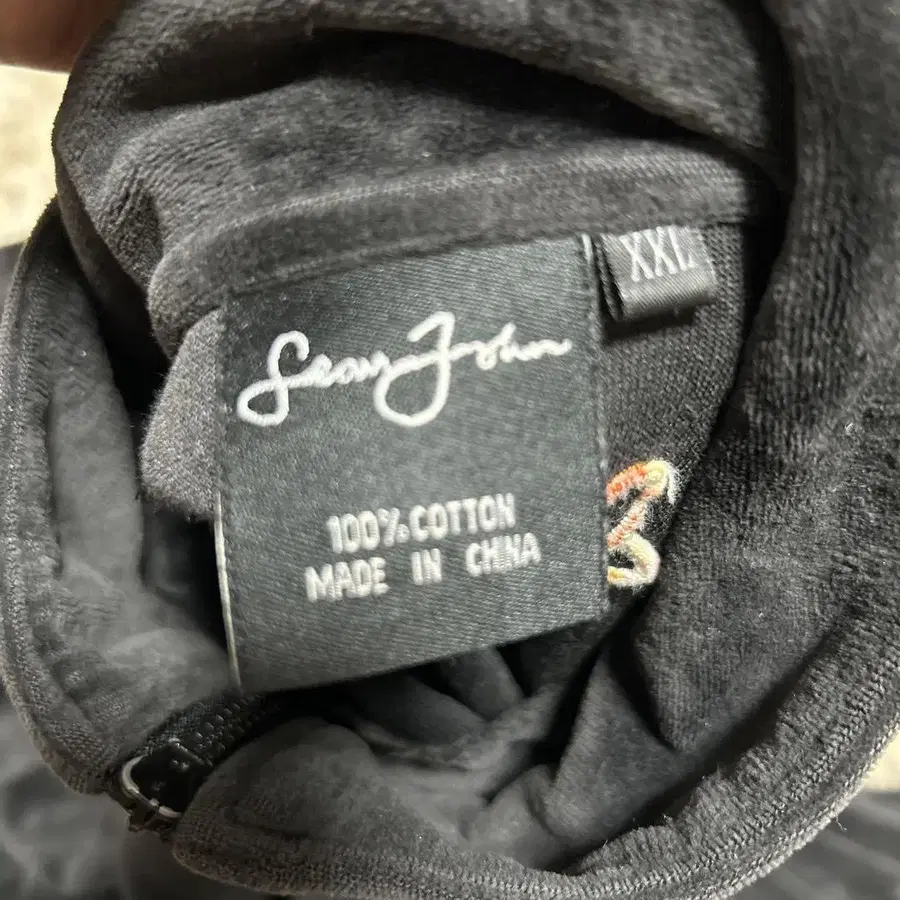 XXL
Sean John
100% COTTON
MADE IN CHINA